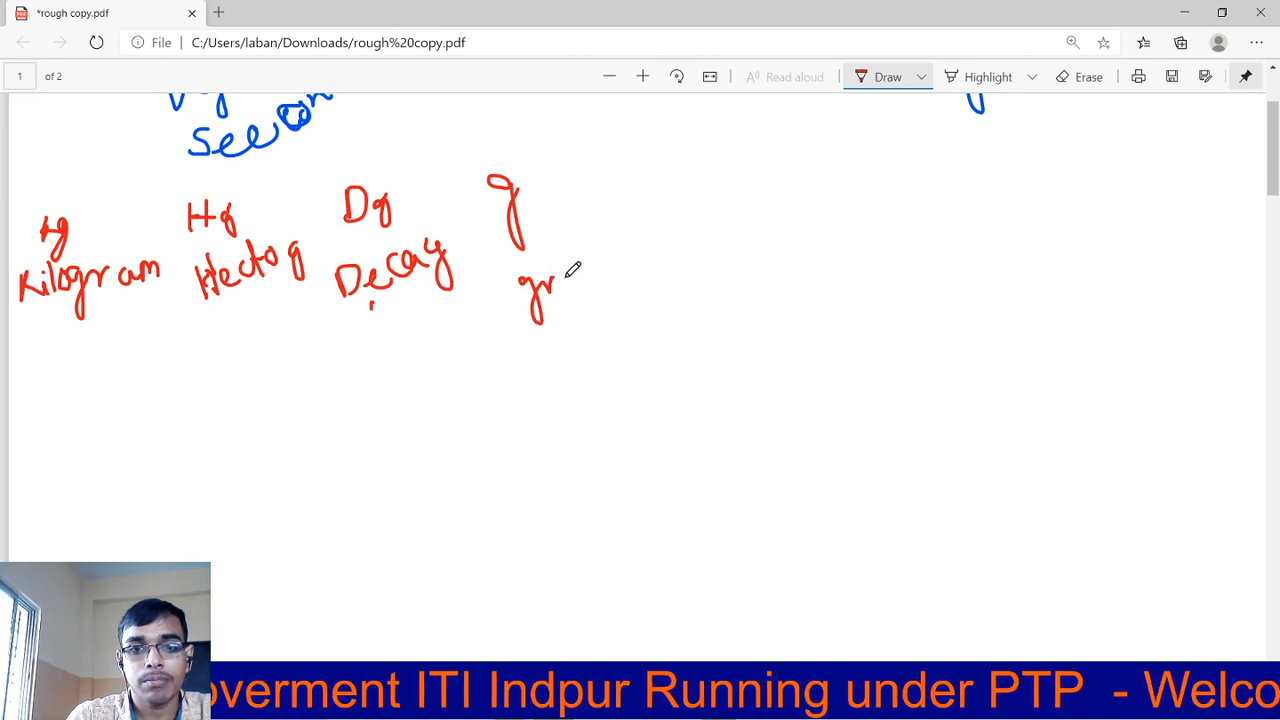 *rough copy.pdf
File C:/Users/laban/Downloads/rough%20copy.pdf
1 of 2 Read aloud Draw Highlight Erase
See
Kg Hg Dg g
Kilogram Hectog Decag gr
overment ITI Indpur Running under PTP - Welco